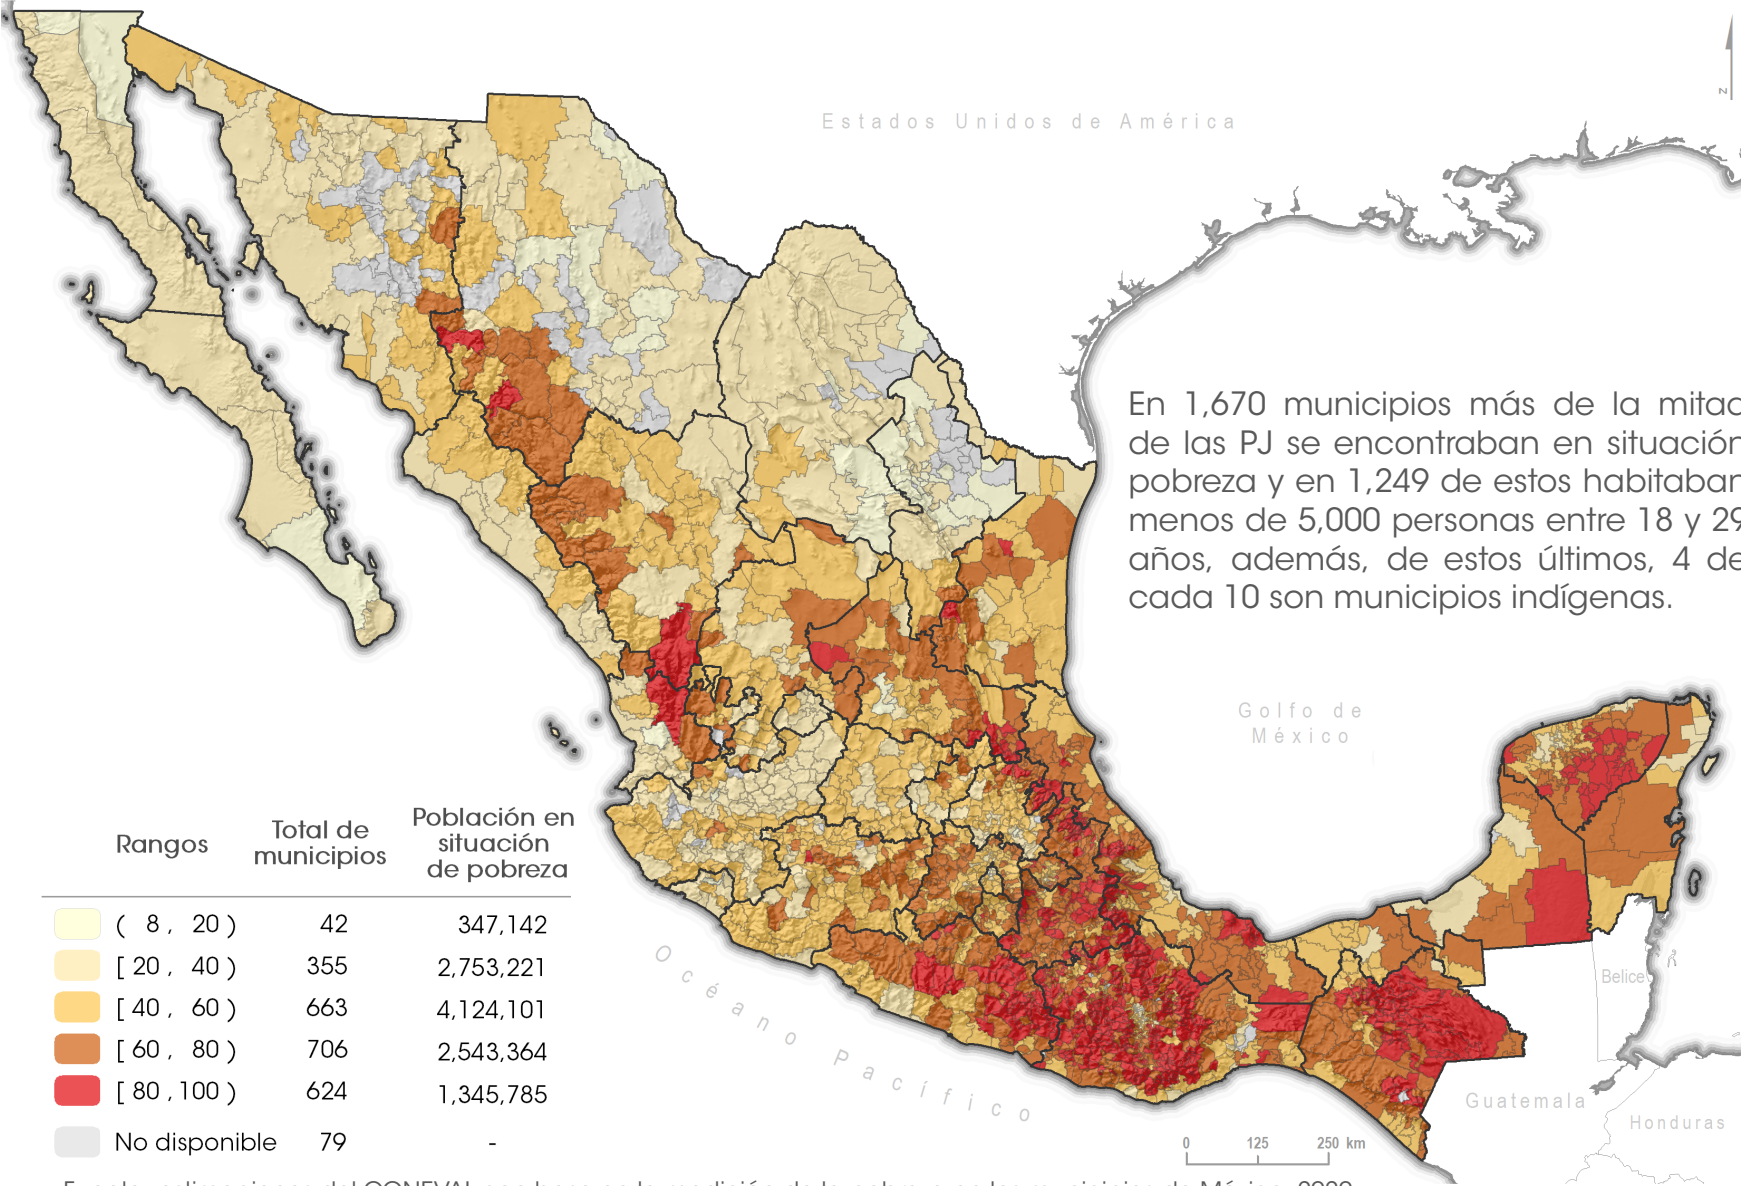 Estados Unidos de América
N
En 1,670 municipios más de la mitad
de las PJ se encontraban en situación
pobreza y en 1,249 de estos habitaban
menos de 5,000 personas entre 18 y 29
años, además, de estos últimos, 4 de
cada 10 son municipios indígenas.
Golfo de
México
Rangos
Total de
municipios
Población en
situación
de pobreza
( 8 , 20 ) 42 347,142
[ 20 , 40 ) 355 2,753,221
[ 40 , 60 ) 663 4,124,101
[ 60 , 80 ) 706 2,543,364
[ 80 , 100 ) 624 1,345,785
No disponible 79 -
Océano Pacífico
Belice
Guatemala
Honduras
0 125 250 km